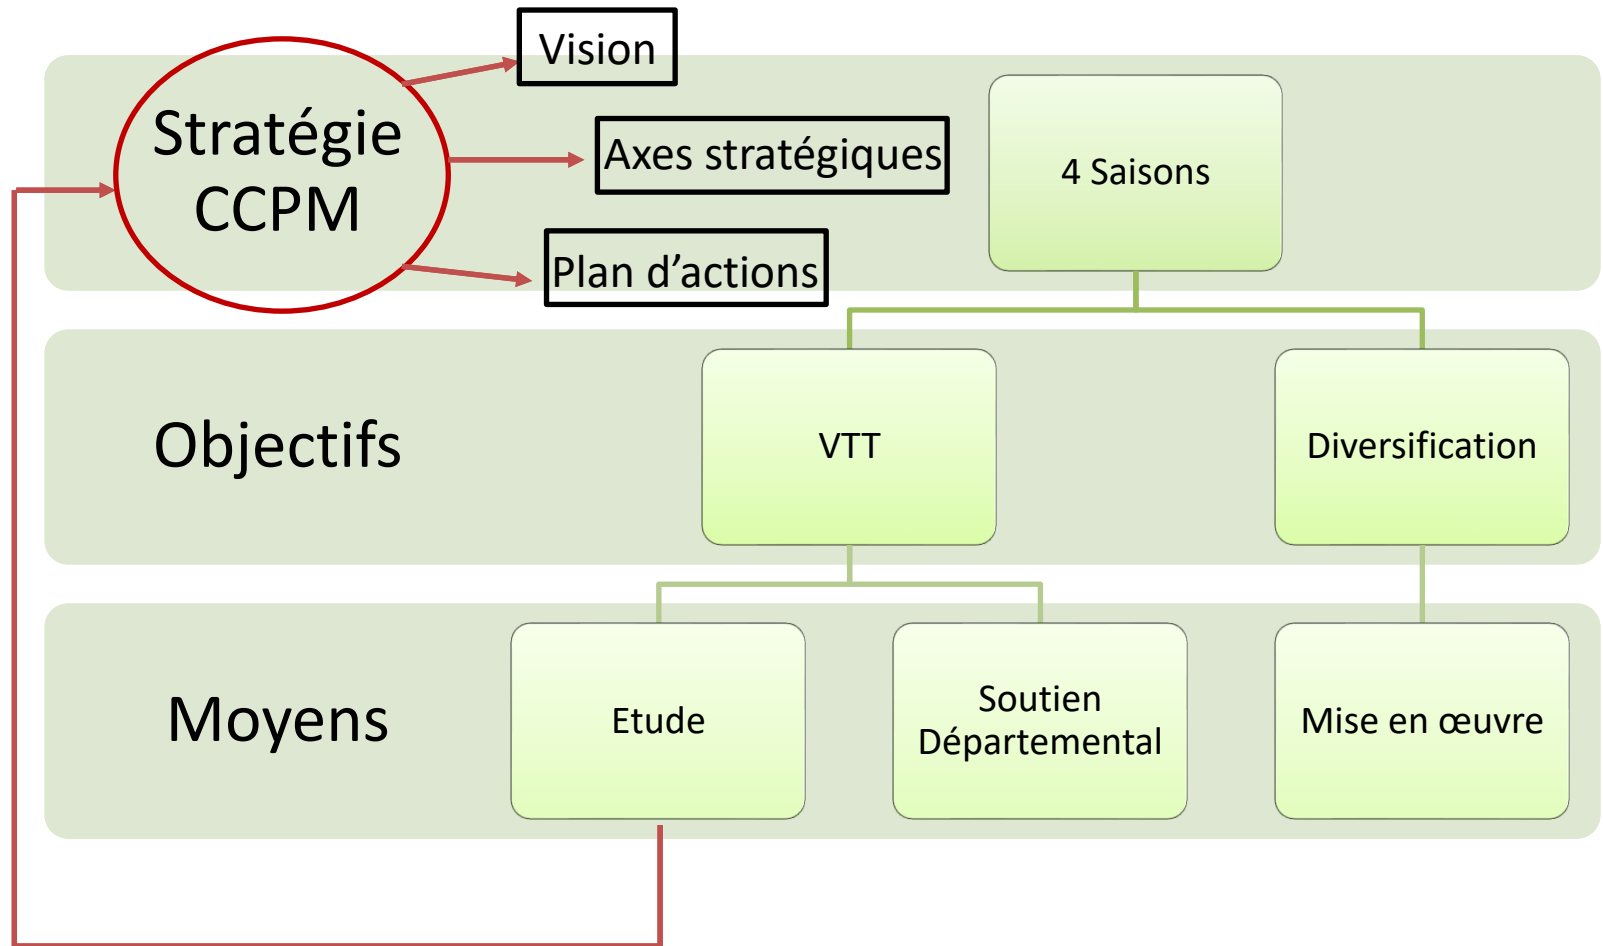 Vision
Stratégie
CCPM
Axes stratégiques
Plan d’actions
4 Saisons
Objectifs
VTT
Diversification
Moyens
Etude
Soutien
Départemental
Mise en œuvre